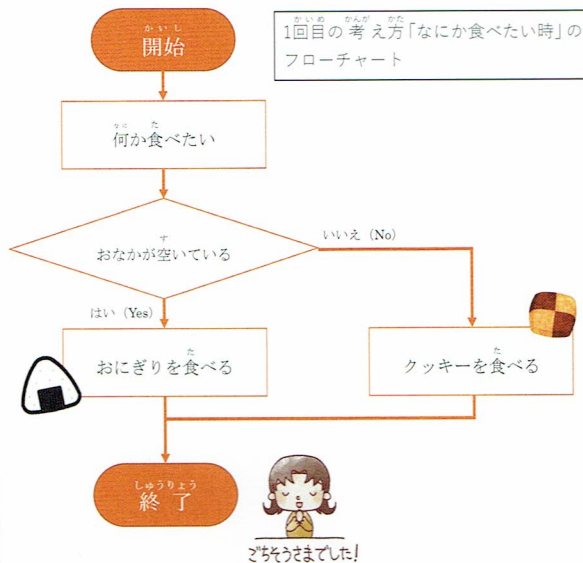 開始
1回目の考え方「なにか食べたい時」の
フローチャート
何か食べたい
おなかが空いている
いいえ（No）
はい（Yes）
おにぎりを食べる
クッキーを食べる
終了
ごちそうさまでした！